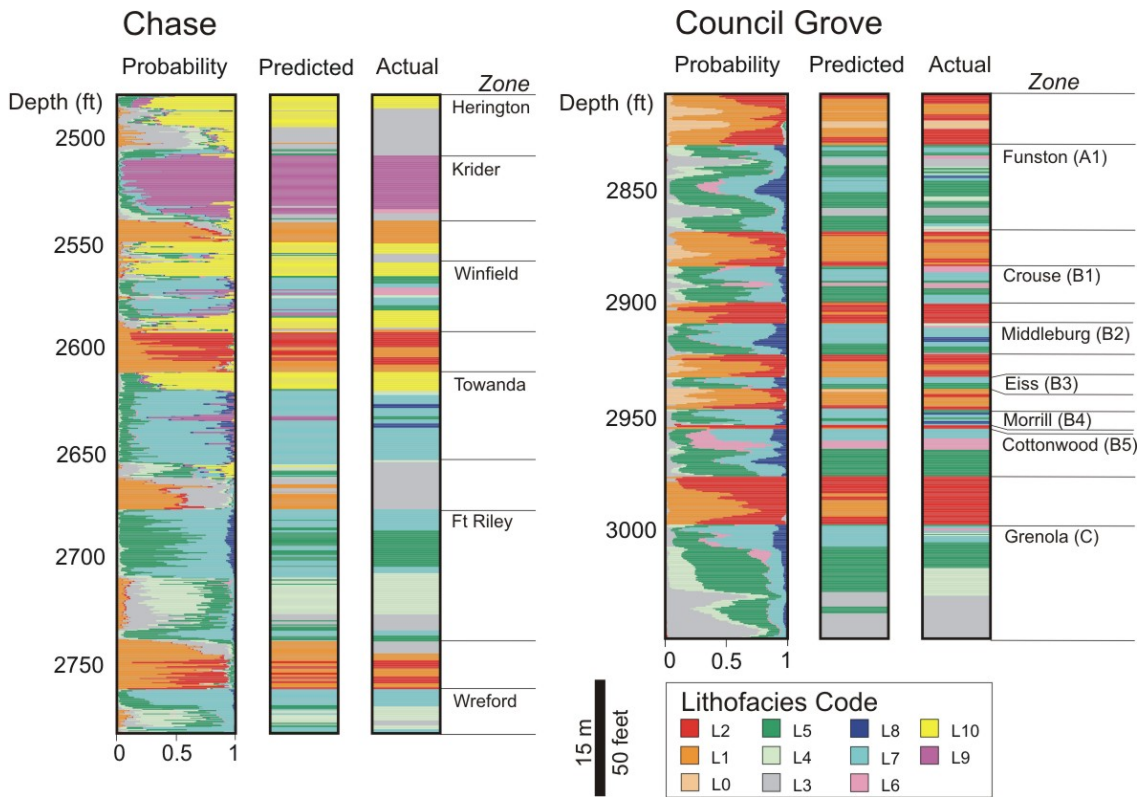 Chase
Probability Predicted Actual
Zone
Depth (ft)
Herington
2500
Krider
2550
Winfield
2600
Towanda
2650
Ft Riley
2700
2750
Wreford
0 0.5 1
Council Grove
Probability Predicted Actual
Zone
Depth (ft)
Funston (A1)
2850
Crouse (B1)
2900
Middleburg (B2)
Eiss (B3)
2950
Morrill (B4)
Cottonwood (B5)
3000
Grenola (C)
0 0.5 1
15 m
50 feet
Lithofacies Code
L2 L5 L8 L10
L1 L4 L7 L9
L0 L3 L6